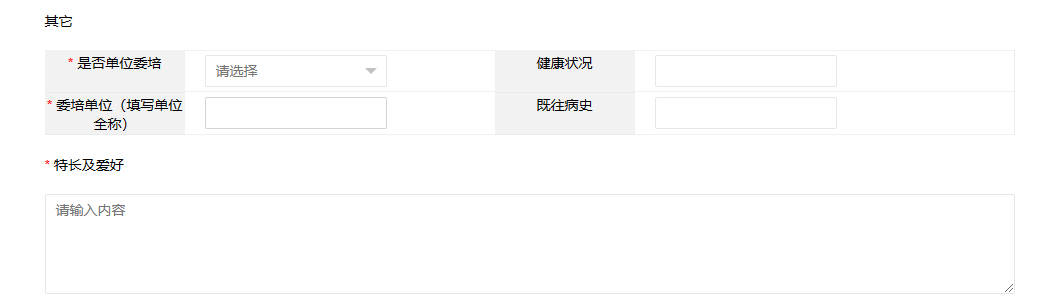 其它
* 是否单位委培
请选择
健康状况
* 委培单位（填写单位
全称）
既往病史
* 特长及爱好
请输入内容